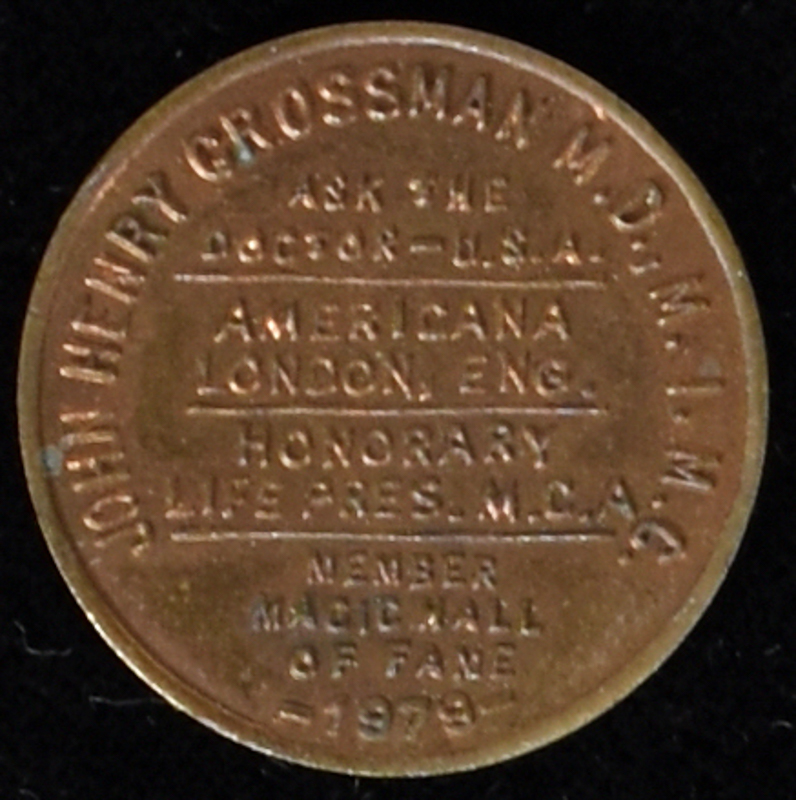 JOHN HENRY GROSSMAN M.D., M.I.M.C.
ASK THE
DOCTOR-U.S.A.
AMERICANA
LONDON, ENG.
HONORARY
LIFE PRES. M.C.A.
MEMBER
MAGIC HALL
OF FAME
-1979-